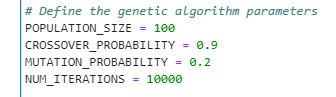 # Define the genetic algorithm parameters
POPULATION_SIZE = 100
CROSSOVER_PROBABILITY = 0.9
MUTATION_PROBABILITY = 0.2
NUM_ITERATIONS = 10000